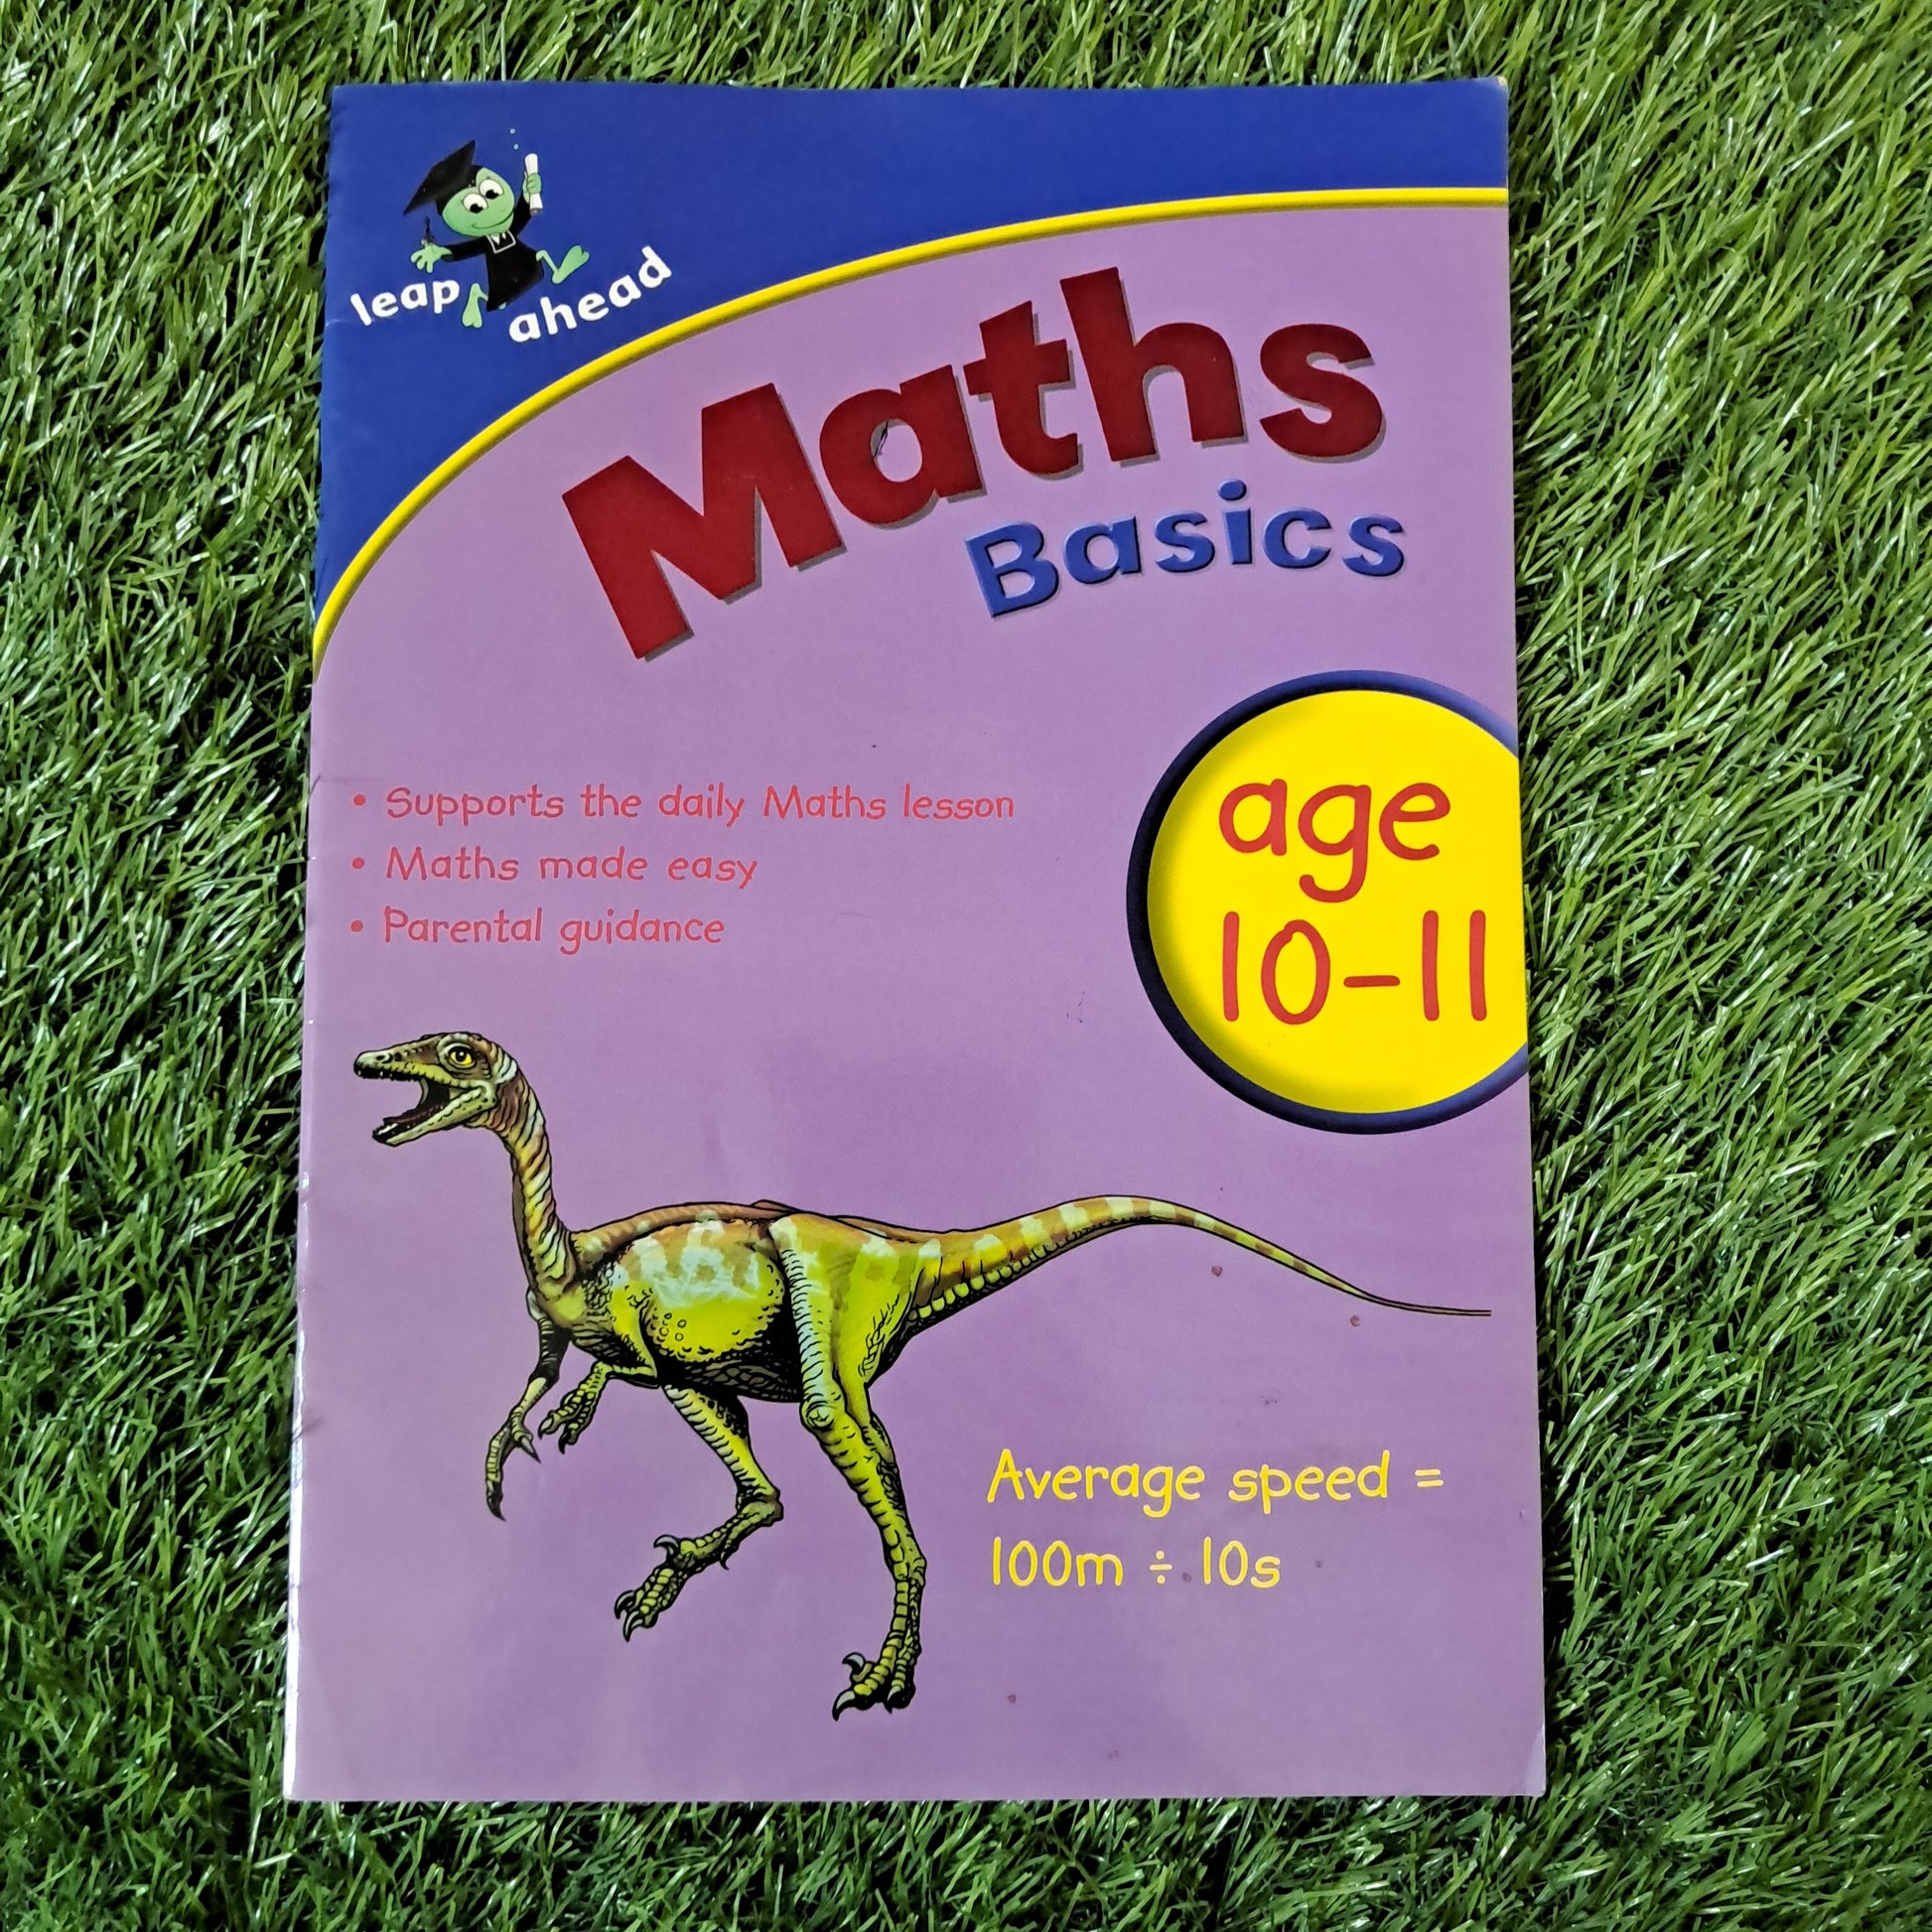 leap
ahead
Maths
Basics
age
10-11
• Supports the daily Maths lesson
• Maths made easy
• Parental guidance
Average speed =
100m ÷ 10s